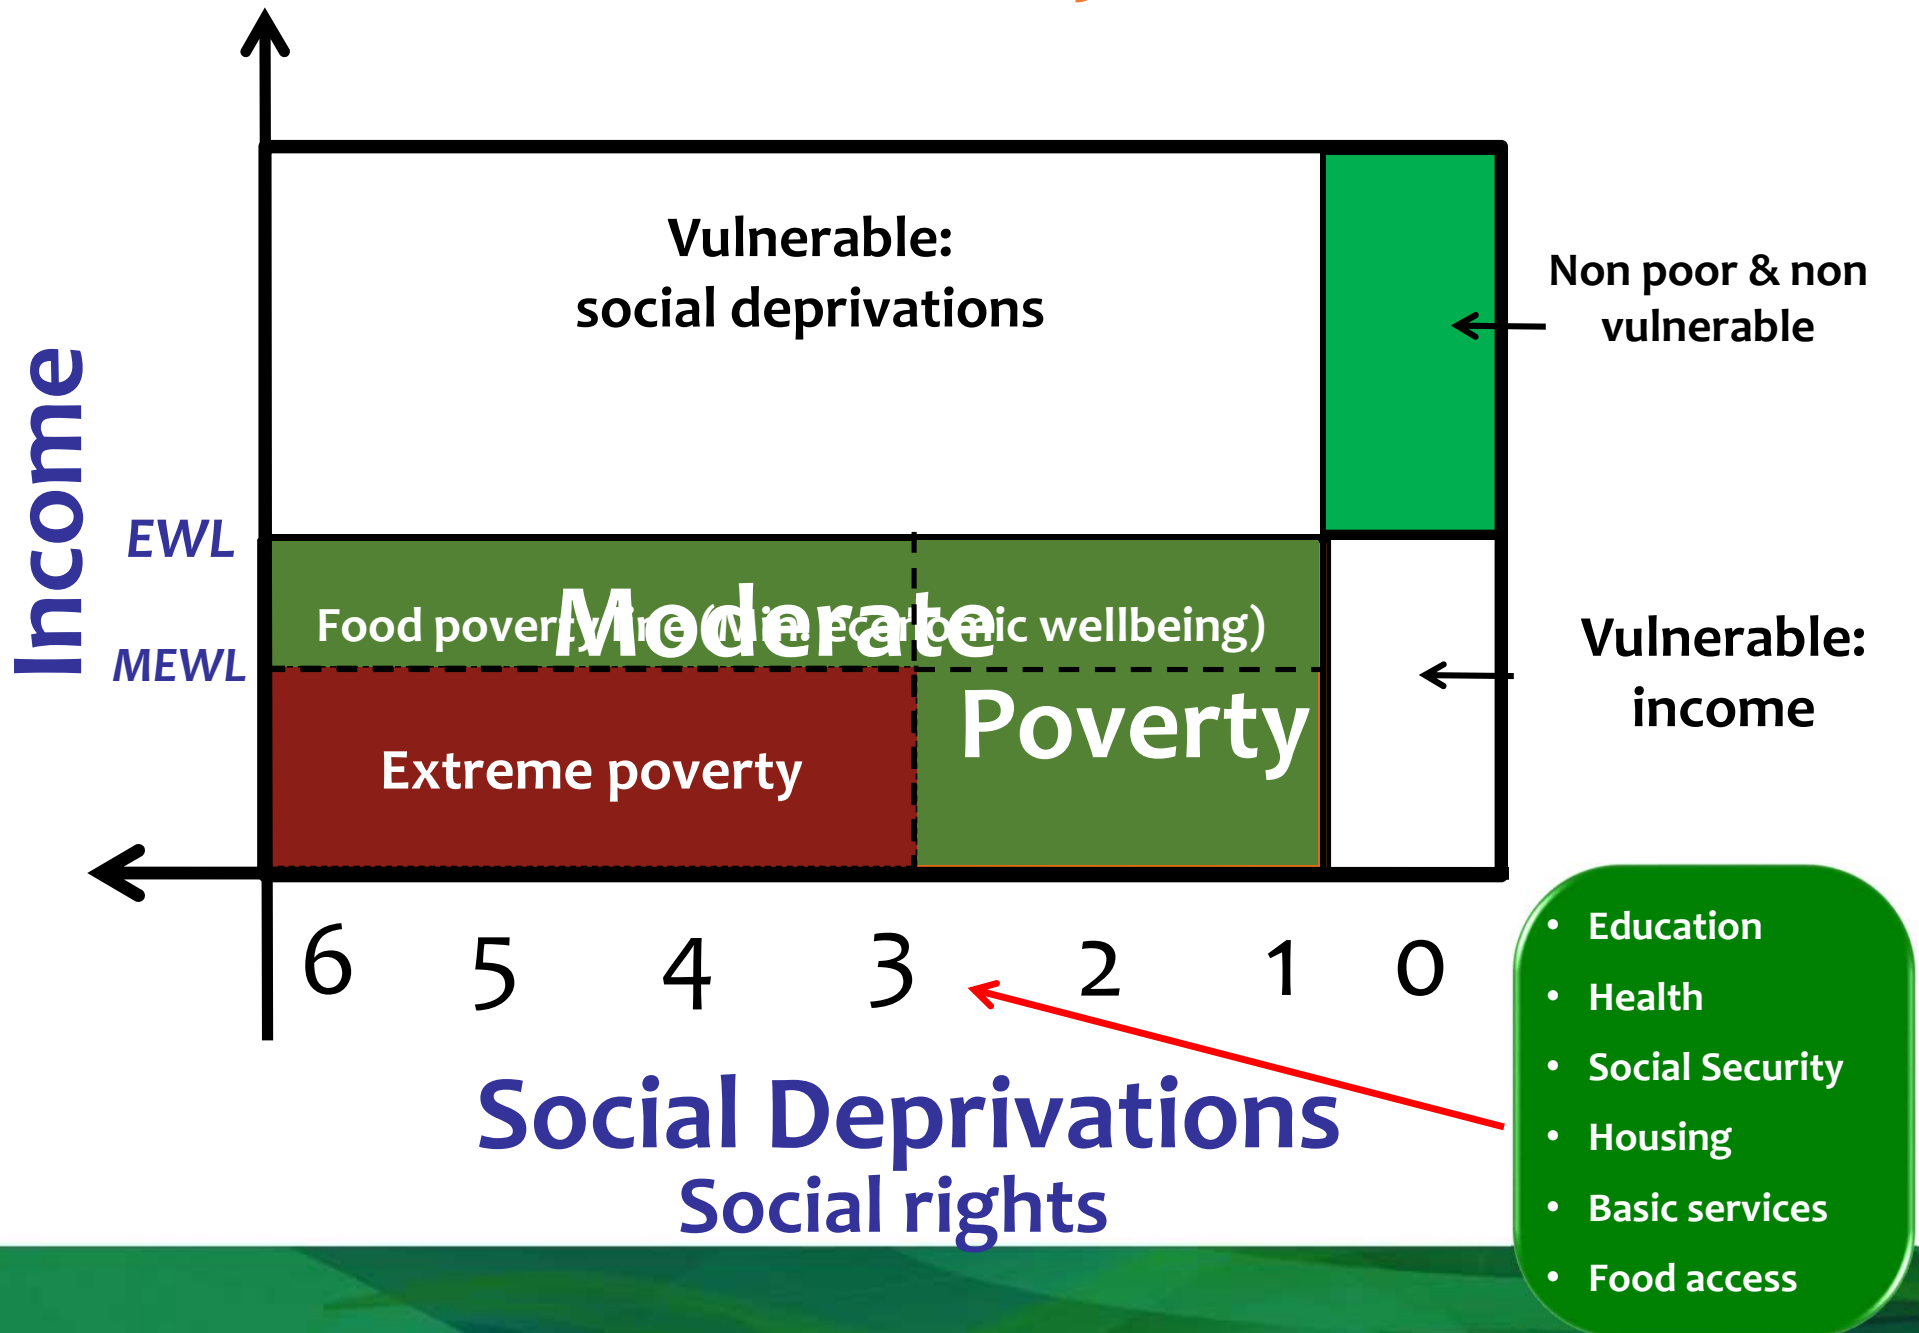 Vulnerable:
social deprivations
Non poor & non
vulnerable
Income
EWL
MEWL
Food poverty line (Min. economic wellbeing)
Moderate
Poverty
Extreme poverty
Vulnerable:
income
6 5 4 3 2 1 0
Social Deprivations
Social rights
• Education
• Health
• Social Security
• Housing
• Basic services
• Food access